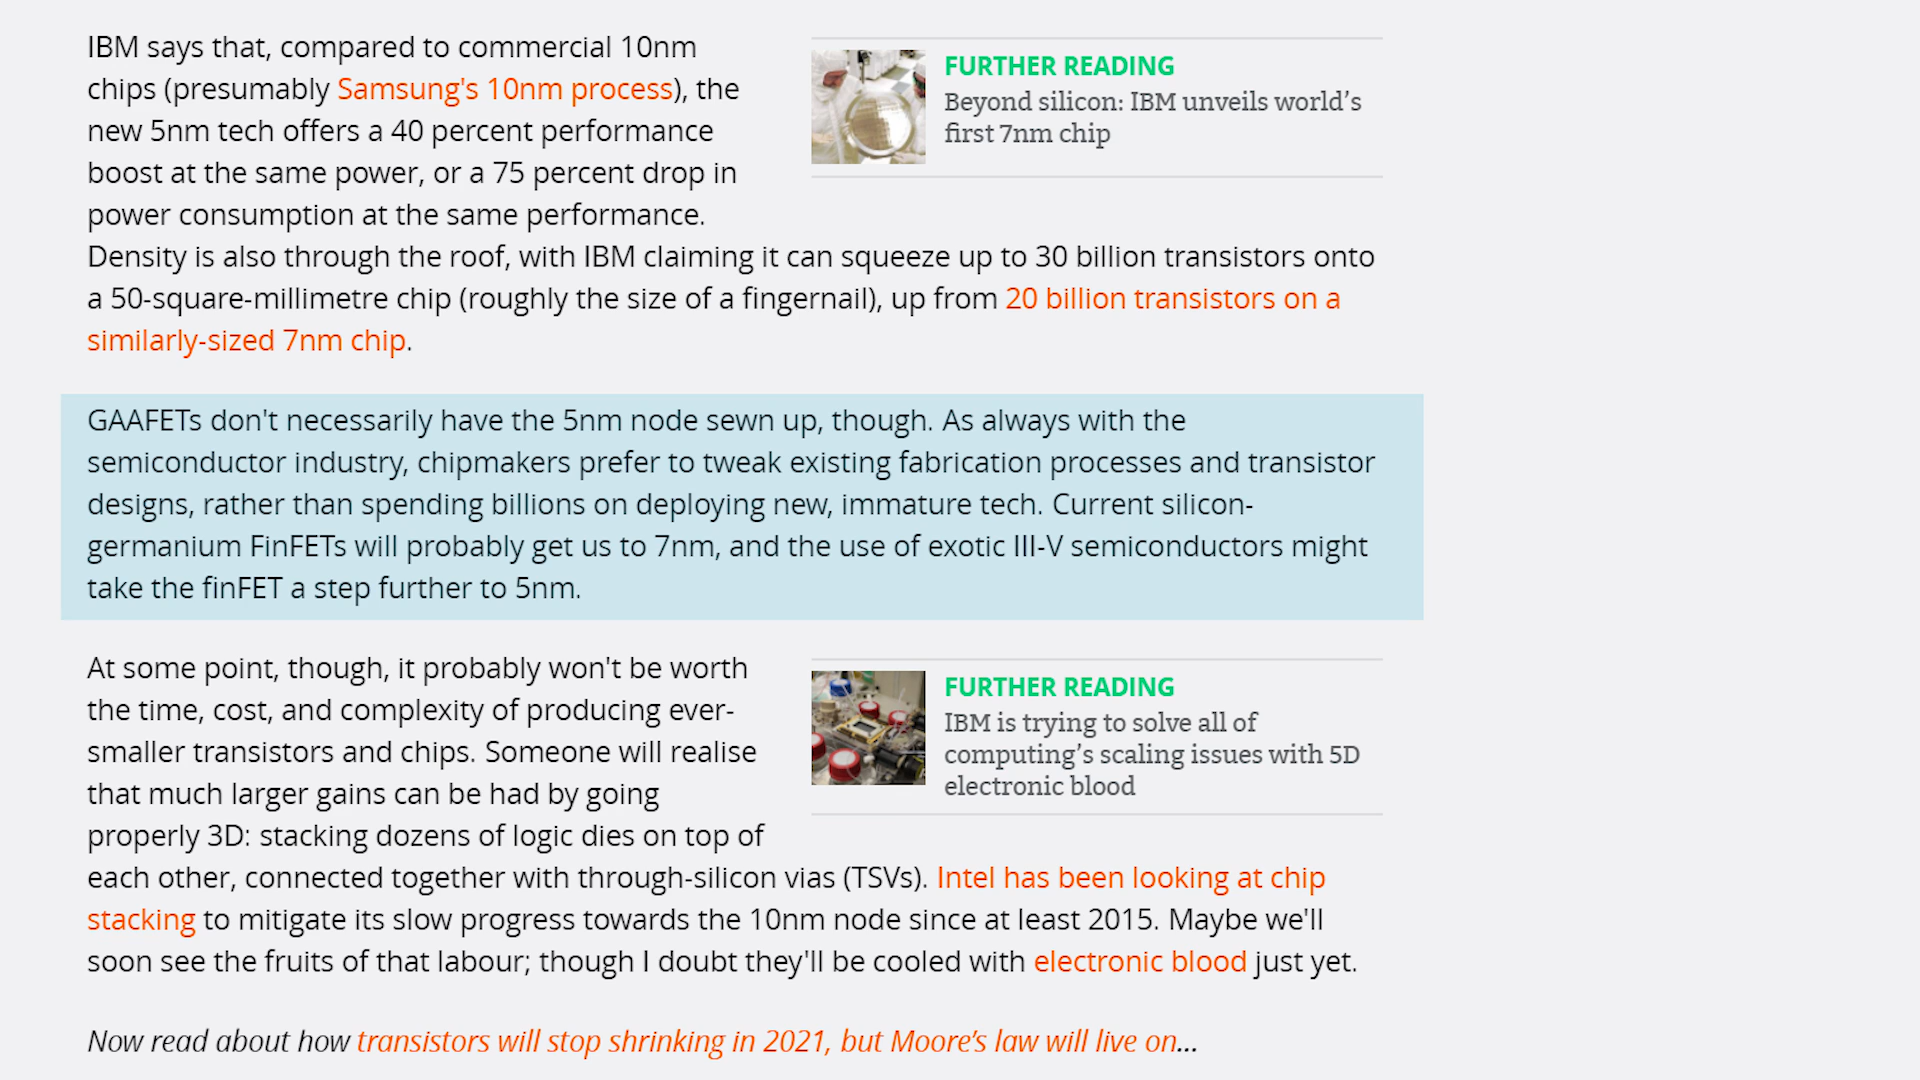 IBM says that, compared to commercial 10nm
chips (presumably Samsung's 10nm process), the
new 5nm tech offers a 40 percent performance
boost at the same power, or a 75 percent drop in
power consumption at the same performance.
Density is also through the roof, with IBM claiming it can squeeze up to 30 billion transistors onto
a 50-square-millimetre chip (roughly the size of a fingernail), up from 20 billion transistors on a
similarly-sized 7nm chip.
FURTHER READING
Beyond silicon: IBM unveils world’s
first 7nm chip
GAAFETs don't necessarily have the 5nm node sewn up, though. As always with the
semiconductor industry, chipmakers prefer to tweak existing fabrication processes and transistor
designs, rather than spending billions on deploying new, immature tech. Current silicon-
germanium FinFETs will probably get us to 7nm, and the use of exotic III-V semiconductors might
take the finFET a step further to 5nm.
At some point, though, it probably won't be worth
the time, cost, and complexity of producing ever-
smaller transistors and chips. Someone will realise
that much larger gains can be had by going
properly 3D: stacking dozens of logic dies on top of
each other, connected together with through-silicon vias (TSVs). Intel has been looking at chip
stacking to mitigate its slow progress towards the 10nm node since at least 2015. Maybe we'll
soon see the fruits of that labour; though I doubt they'll be cooled with electronic blood just yet.
FURTHER READING
IBM is trying to solve all of
computing’s scaling issues with 5D
electronic blood
Now read about how transistors will stop shrinking in 2021, but Moore’s law will live on...